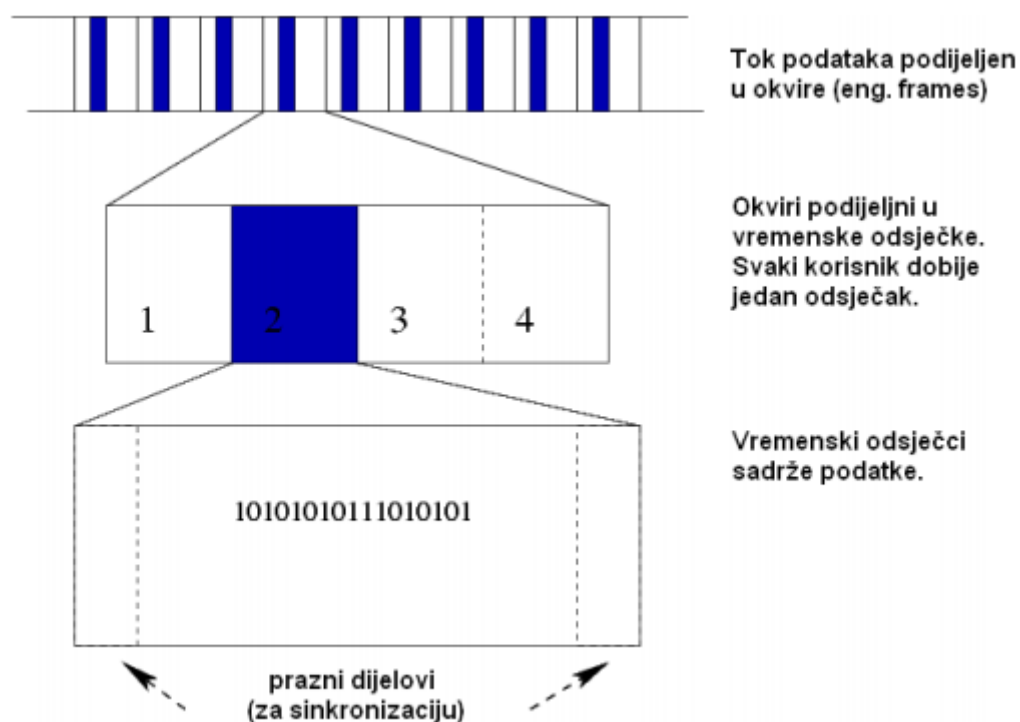 Tok podataka podijeljen
u okvire (eng. frames)
Okviri podijeljni u
vremenske odsječke.
Svaki korisnik dobije
jedan odsječak.
1 2 3 4
Vremenski odsječci
sadrže podatke.
10101010111010101
prazni dijelovi
(za sinkronizaciju)